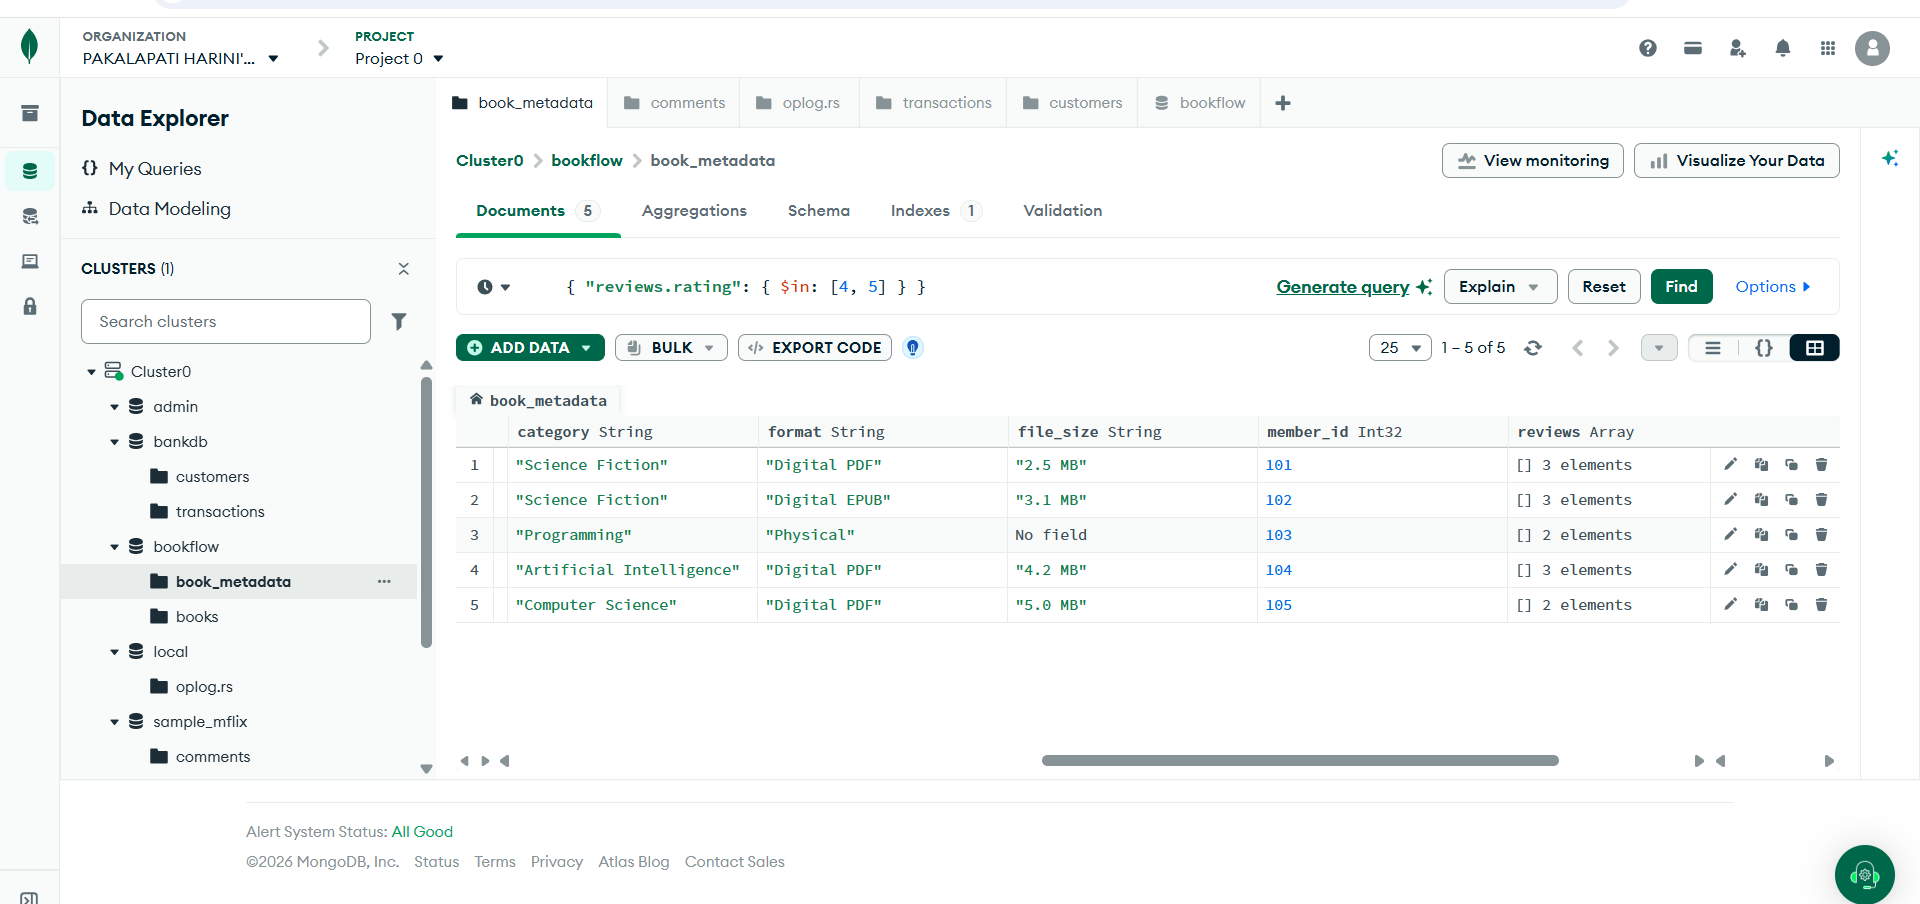 ORGANIZATION
PAKALAPATI HARINI'...
PROJECT
Project 0
Data Explorer
My Queries
Data Modeling
CLUSTERS (1)
Search clusters
Cluster0
admin
bankdb
customers
transactions
bookflow
book_metadata
books
local
oplog.rs
sample_mflix
comments
book_metadata comments oplog.rs transactions customers bookflow
Cluster0 bookflow book_metadata
View monitoring Visualize Your Data
Documents 5 Aggregations Schema Indexes 1 Validation
{ "reviews.rating": { $in: [4, 5] } } Generate query Explain Reset Find Options
ADD DATA BULK EXPORT CODE 25 1 – 5 of 5
book_metadata
category String format String file_size String member_id Int32 reviews Array
1 "Science Fiction" "Digital PDF" "2.5 MB" 101 [] 3 elements
2 "Science Fiction" "Digital EPUB" "3.1 MB" 102 [] 3 elements
3 "Programming" "Physical" No field 103 [] 2 elements
4 "Artificial Intelligence" "Digital PDF" "4.2 MB" 104 [] 3 elements
5 "Computer Science" "Digital PDF" "5.0 MB" 105 [] 2 elements
Alert System Status: All Good
©2026 MongoDB, Inc. Status Terms Privacy Atlas Blog Contact Sales